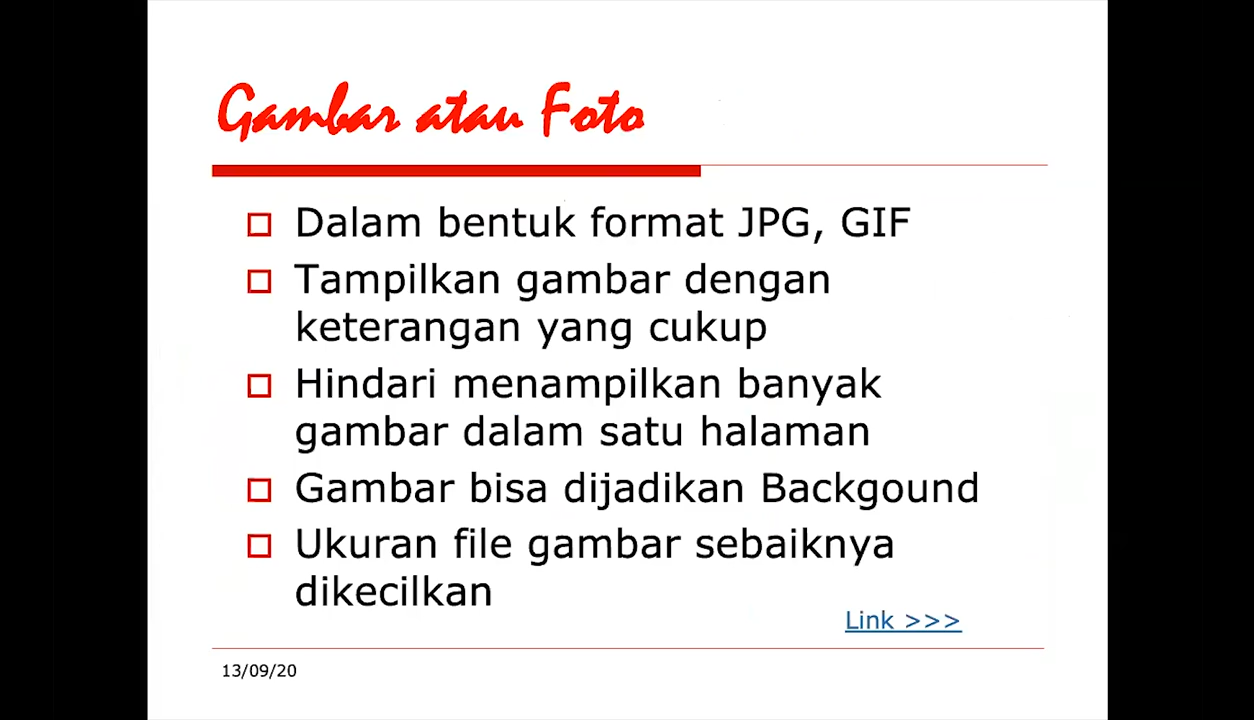 Gambar atau Foto
Dalam bentuk format JPG, GIF
Tampilkan gambar dengan
keterangan yang cukup
Hindari menampilkan banyak
gambar dalam satu halaman
Gambar bisa dijadikan Backgound
Ukuran file gambar sebaiknya
dikecilkan
Link >>>
13/09/20